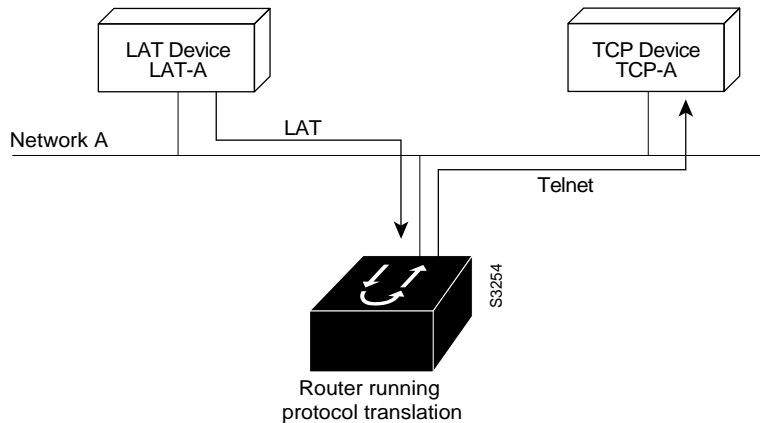 LAT Device
LAT-A
TCP Device
TCP-A
Network A
LAT
Telnet
S3254
Router running
protocol translation